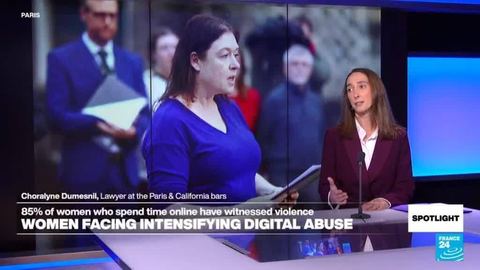 PARIS
Choralyne Dumesnil, Lawyer at the Paris & California bars
85% of women who spend time online have witnessed violence
WOMEN FACING INTENSIFYING DIGITAL ABUSE
SPOTLIGHT
FRANCE
24